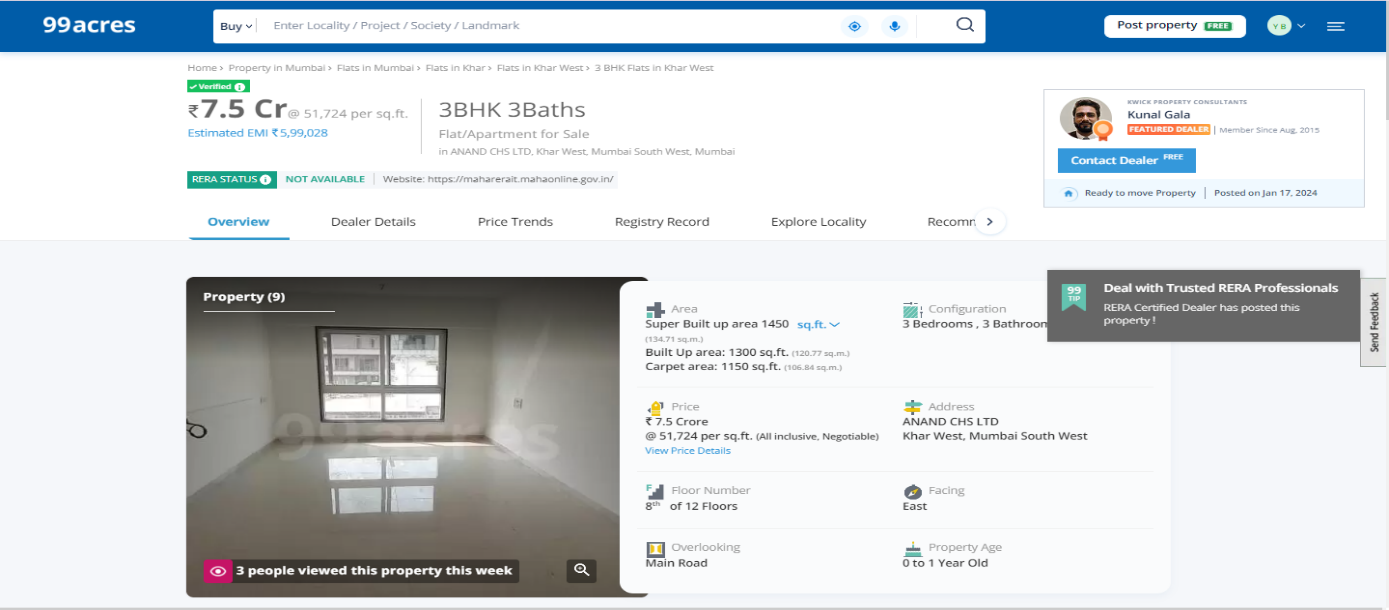 99acres
Buy
Enter Locality / Project / Society / Landmark
Post property FREE
Y B
Home > Property in Mumbai > Flats in Mumbai > Flats in Khar > Flats in Khar West > 3 BHK Flats in Khar West
Verified
₹7.5 Cr @ 51,724 per sq.ft.
Estimated EMI ₹5,99,028
3BHK 3Baths
Flat/Apartment for Sale
in ANAND CHS LTD, Khar West, Mumbai South West, Mumbai
KWICK PROPERTY CONSULTANTS
Kunal Gala
FEATURED DEALER | Member Since Aug, 2015
Contact Dealer FREE
Ready to move Property | Posted on Jan 17, 2024
RERA STATUS NOT AVAILABLE | Website: https://maharerait.mahaonline.gov.in/
Overview
Dealer Details
Price Trends
Registry Record
Explore Locality
Recomm
Property (9)
99acres
3 people viewed this property this week
Area
Super Built up area 1450 sq.ft.
(134.71 sq.m.)
Built Up area: 1300 sq.ft. (120.77 sq.m.)
Carpet area: 1150 sq.ft. (106.84 sq.m.)
Configuration
3 Bedrooms , 3 Bathroom
99 TIP
Deal with Trusted RERA Professionals
RERA Certified Dealer has posted this
property !
Send Feedback
Price
₹ 7.5 Crore
@ 51,724 per sq.ft. (All inclusive, Negotiable)
View Price Details
Address
ANAND CHS LTD
Khar West, Mumbai South West
Floor Number
8th of 12 Floors
Facing
East
Overlooking
Main Road
Property Age
0 to 1 Year Old